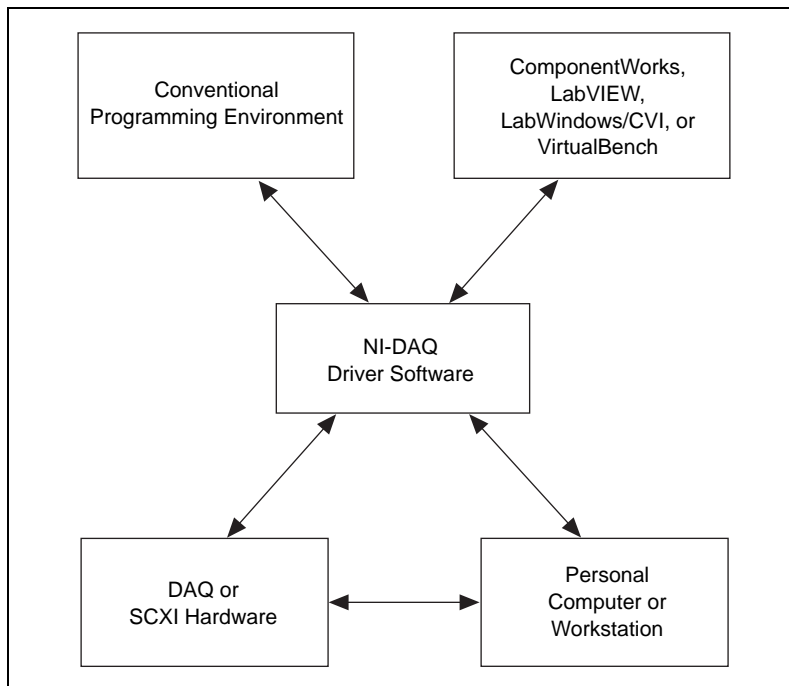 Conventional
Programming Environment
ComponentWorks,
LabVIEW,
LabWindows/CVI, or
VirtualBench
NI-DAQ
Driver Software
DAQ or
SCXI Hardware
Personal
Computer or
Workstation